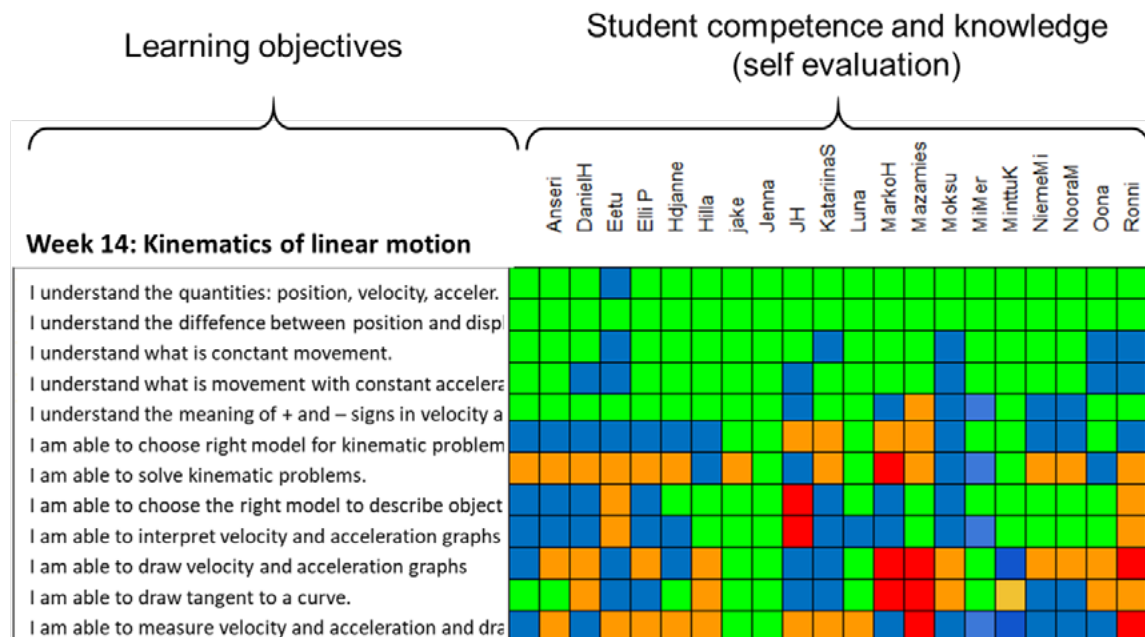 Learning objectives
Student competence and knowledge
(self evaluation)
Anseri
DanielH
Eetu
Elli P
Hdjanne
Hilla
jake
Jenna
JH
KatariinaS
Luna
MarkoH
Mazamies
Moksu
MiMer
MinttuK
NiemeMi
NooraM
Oona
Ronni
Week 14: Kinematics of linear motion
I understand the quantities: position, velocity, acceler.
I understand the diffefence between position and displ
I understand what is conctant movement.
I understand what is movement with constant accelera
I understand the meaning of + and – signs in velocity a
I am able to choose right model for kinematic problem
I am able to solve kinematic problems.
I am able to choose the right model to describe object
I am able to interpret velocity and acceleration graphs
I am able to draw velocity and acceleration graphs
I am able to draw tangent to a curve.
I am able to measure velocity and acceleration and dra